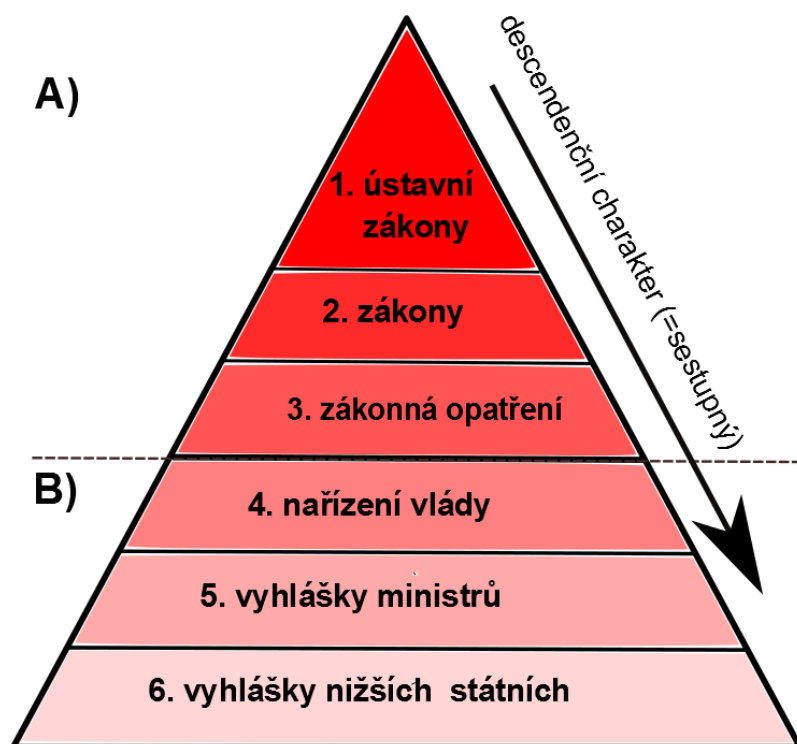 A)
descendenční charakter (=sestupný)
1. ústavní
zákony
2. zákony
3. zákonná opatření
B)
4. nařízení vlády
5. vyhlášky ministrů
6. vyhlášky nižších státních